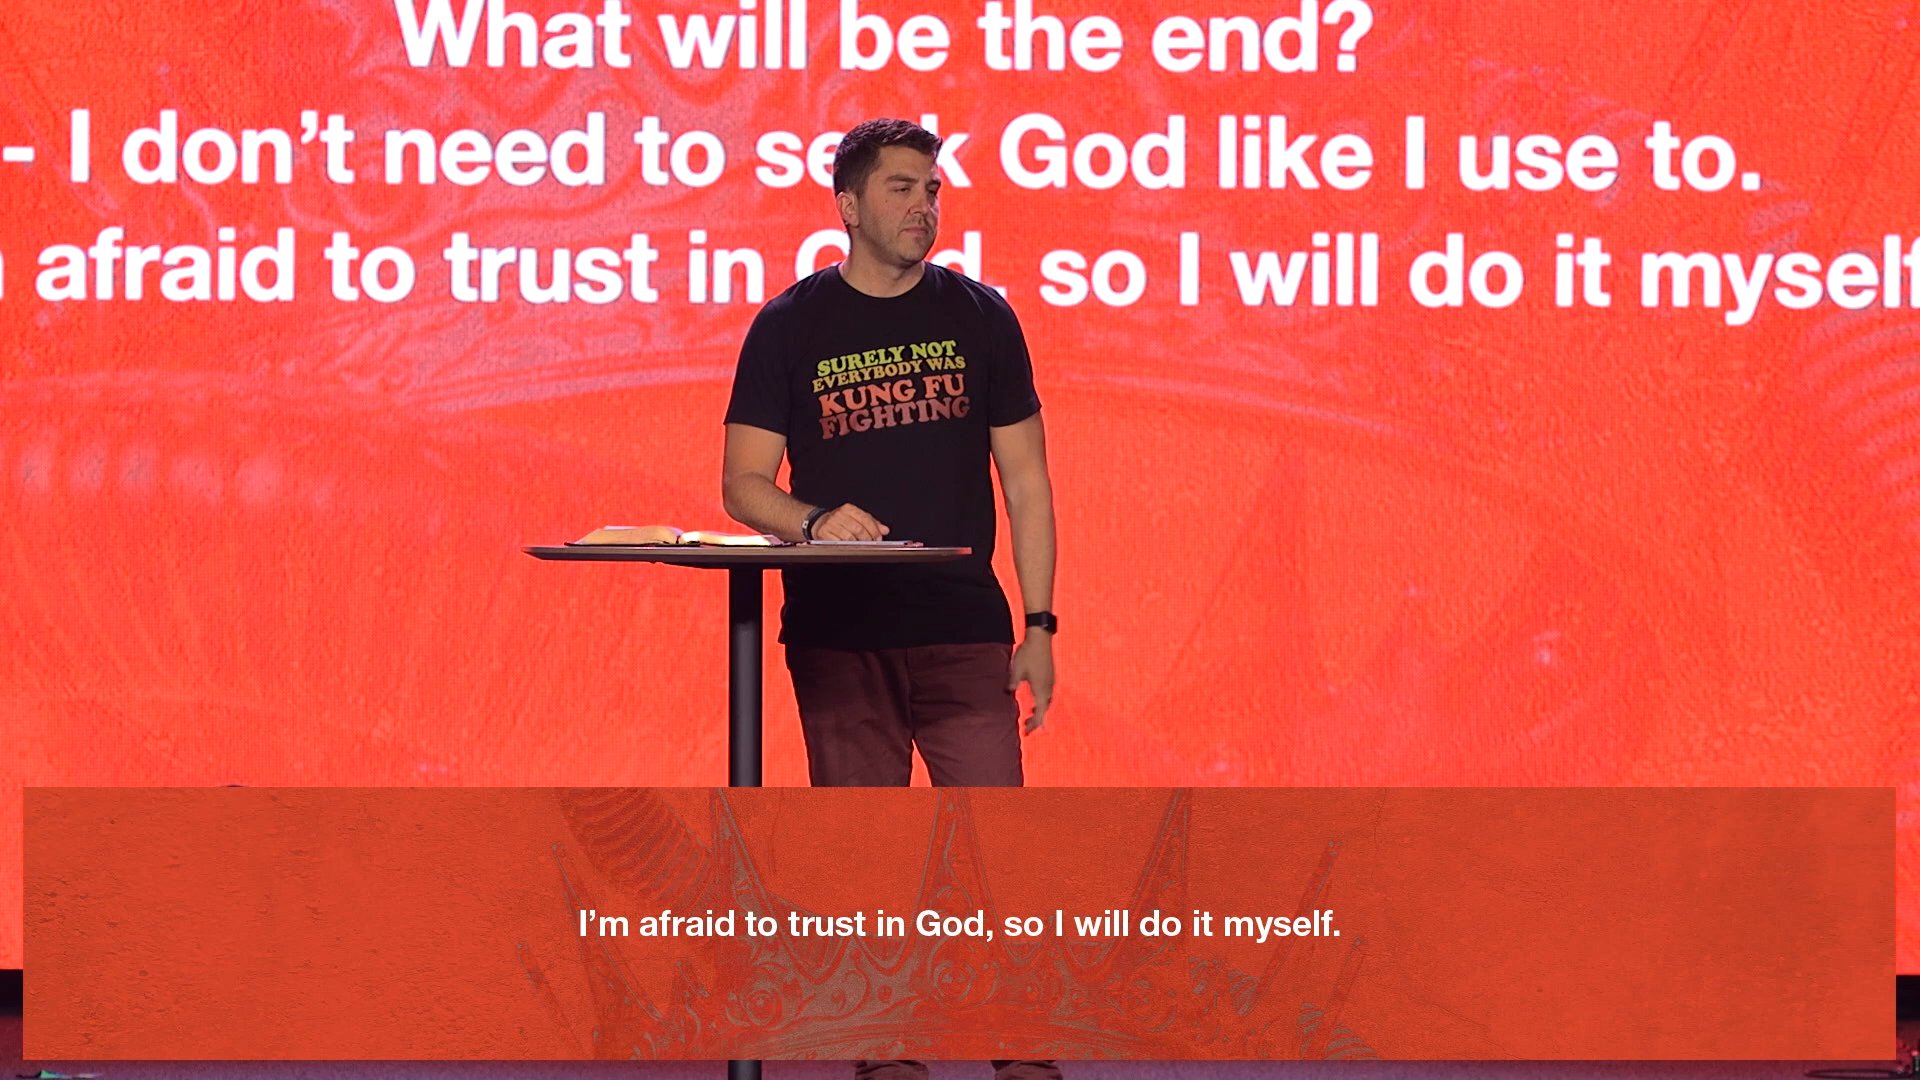 What will be the end?
- I don't need to se k God like I use to.
afraid to trust in G d, so I will do it myself
SURELY NOT
EVERYBODY WAS
KUNG FU
FIGHTING
I'm afraid to trust in God, so I will do it myself.